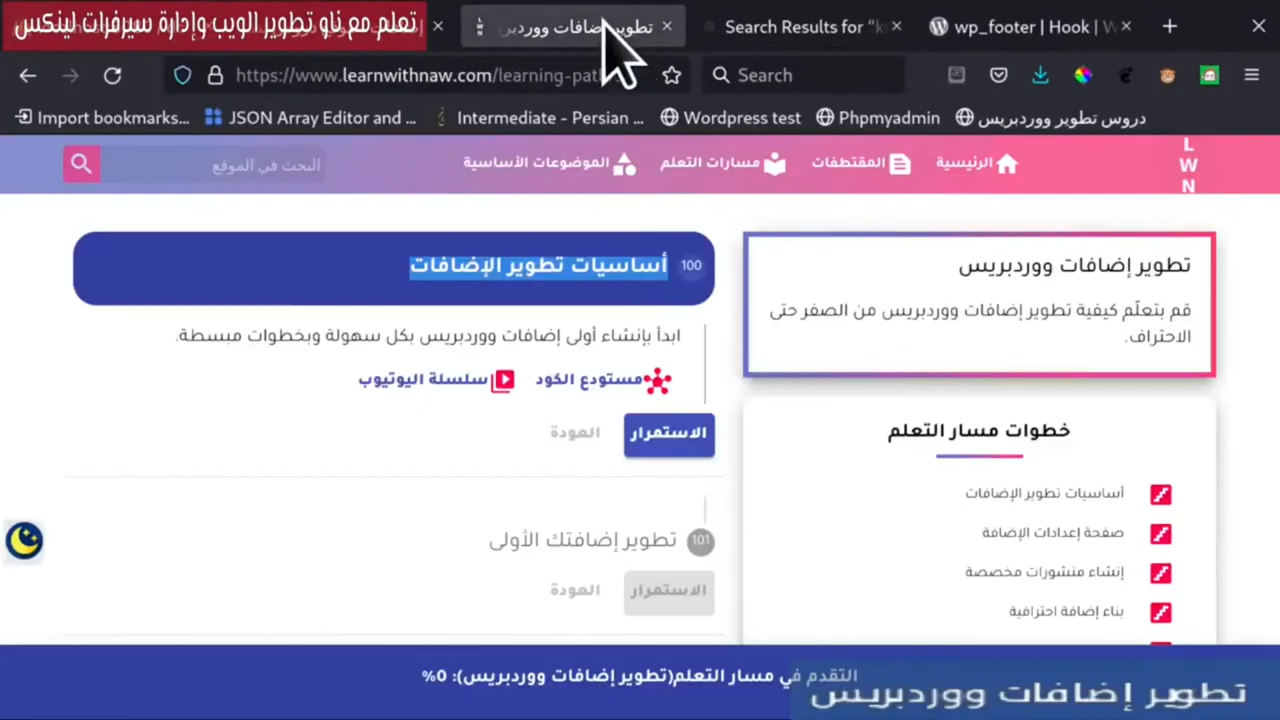 تعلم مع ناو تطوير الويب وإدارة سيرفرات لينكس
تطوير إضافات ووردبر
Search Results for “k
wp_footer | Hook | W
https://www.learnwithnaw.com/learning-pat
Search
Import bookmarks...
JSON Array Editor and ...
Intermediate - Persian ...
Wordpress test
Phpmyadmin
دروس تطوير ووردبريس
L
W
N
الرئيسية
المقتطفات
مسارات التعلم
الموضوعات الأساسية
البحث في الموقع
تطوير إضافات ووردبريس
قم بتعلّم كيفية تطوير إضافات ووردبريس من الصفر حتى
الاحتراف.
خطوات مسار التعلم
أساسيات تطوير الإضافات
صفحة إعدادات الإضافة
إنشاء منشورات مخصصة
بناء إضافة احترافية
100 أساسيات تطوير الإضافات
ابدأ بإنشاء أولى إضافات ووردبريس بكل سهولة وبخطوات مبسطة.
مستودع الكود
سلسلة اليوتيوب
الاستمرار
العودة
101 تطوير إضافتك الأولى
الاستمرار
العودة
التقدم في مسار التعلم(تطوير إضافات ووردبريس): 0%
تطوير إضافات ووردبريس